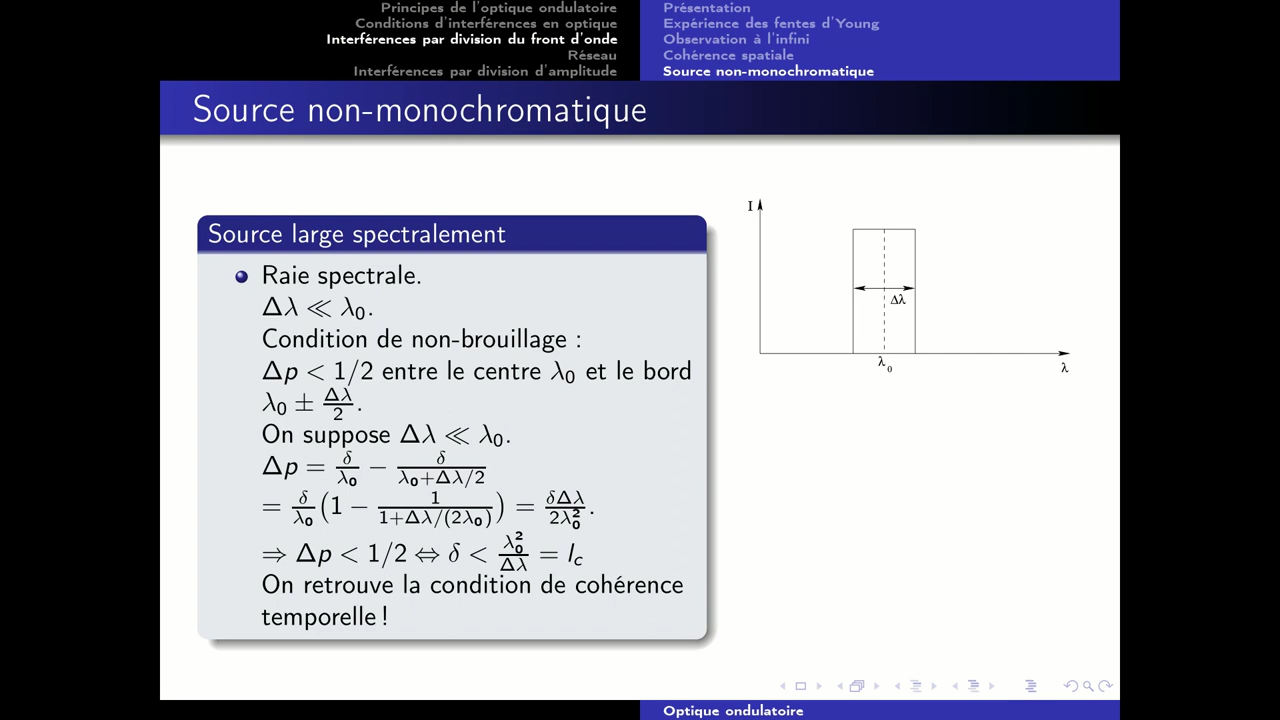 Principes de l'optique ondulatoire
Conditions d'interférences en optique
Interférences par division du front d'onde
Réseau
Interférences par division d'amplitude
Présentation
Expérience des fentes d'Young
Observation à l'infini
Cohérence spatiale
Source non-monochromatique
Source non-monochromatique
Source large spectralement
Raie spectrale.
Δλ ≪ λ₀.
Condition de non-brouillage :
Δp < 1/2 entre le centre λ₀ et le bord
λ₀ ± Δλ/2.
On suppose Δλ ≪ λ₀.
Δp = δ/λ₀ − δ/(λ₀+Δλ/2)
= δ/λ₀ (1 − 1/(1+Δλ/(2λ₀))) = δΔλ/2λ₀².
⇒ Δp < 1/2 ⇔ δ < λ₀²/Δλ = l_c
On retrouve la condition de cohérence
temporelle !
I
Δλ
λ₀
λ
Optique ondulatoire